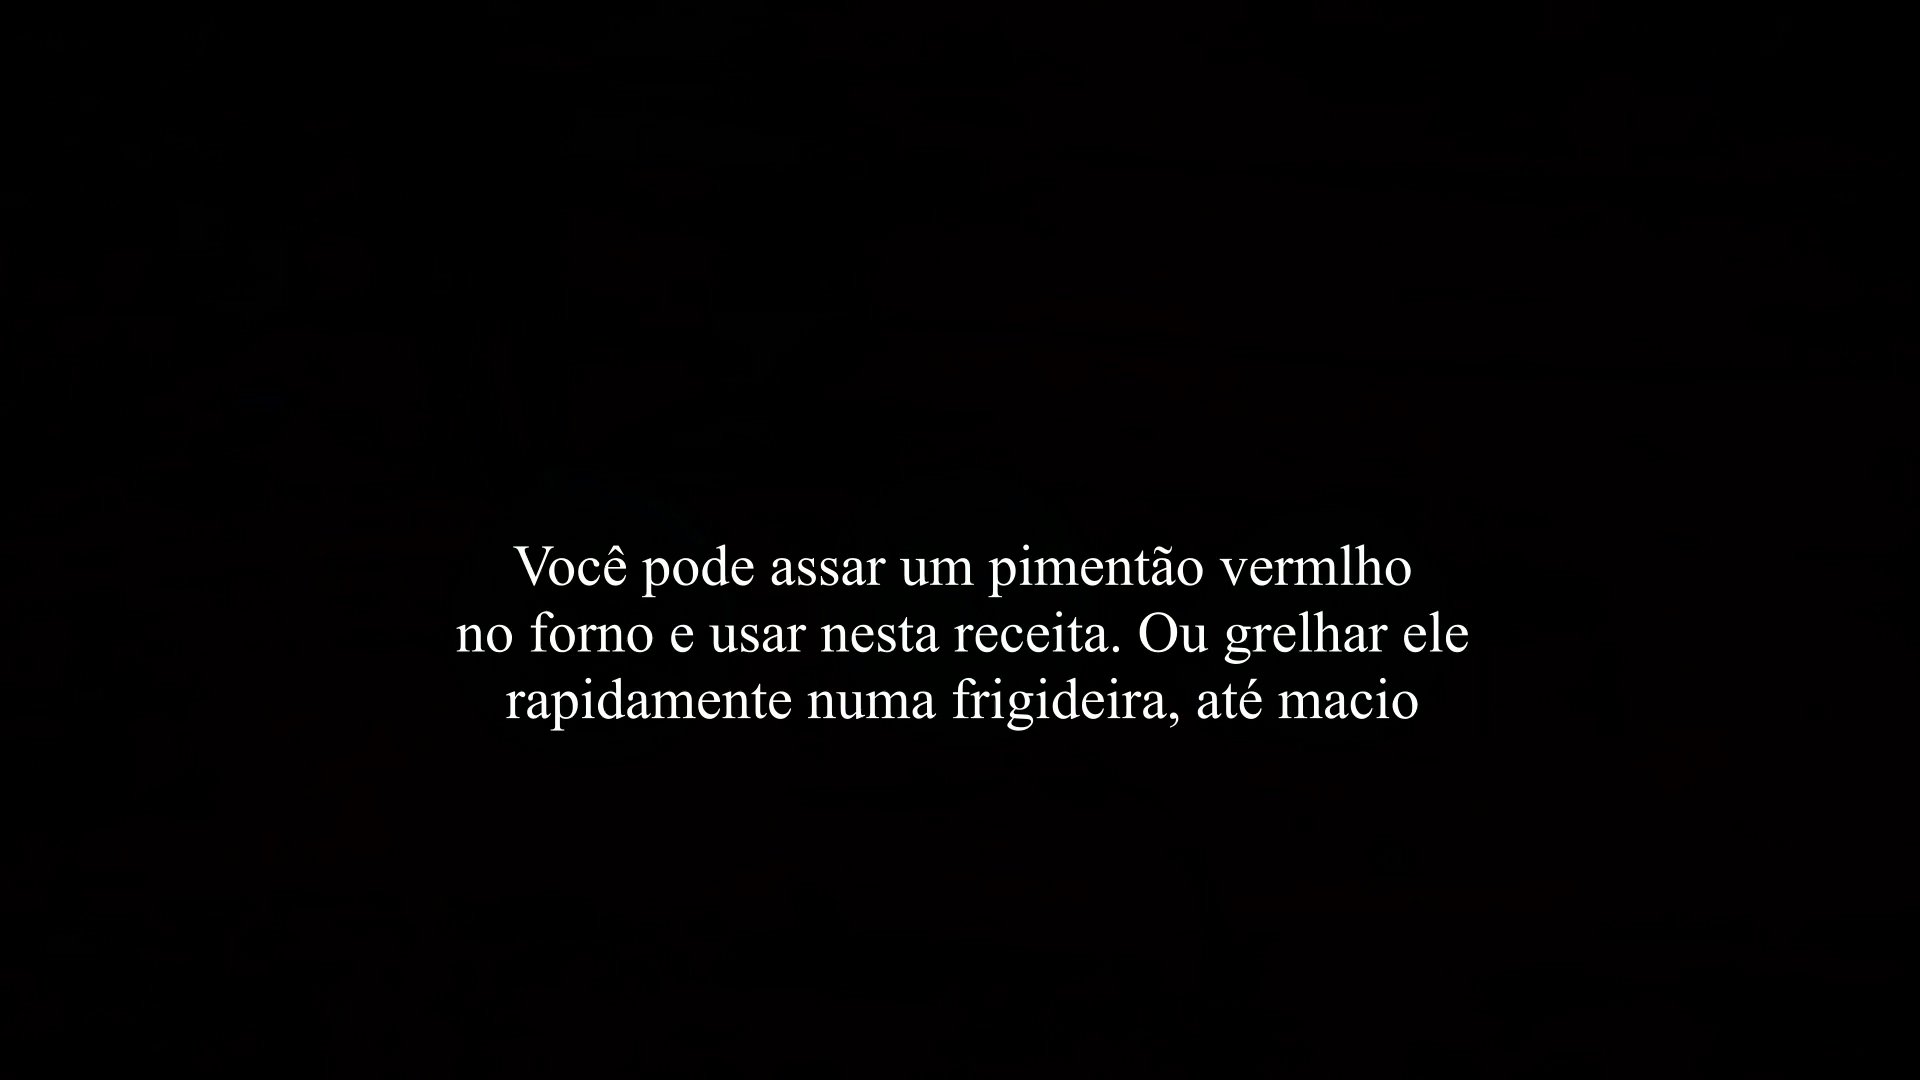 Você pode assar um pimentão vermlho
no forno e usar nesta receita. Ou grelhar ele
rapidamente numa frigideira, até macio